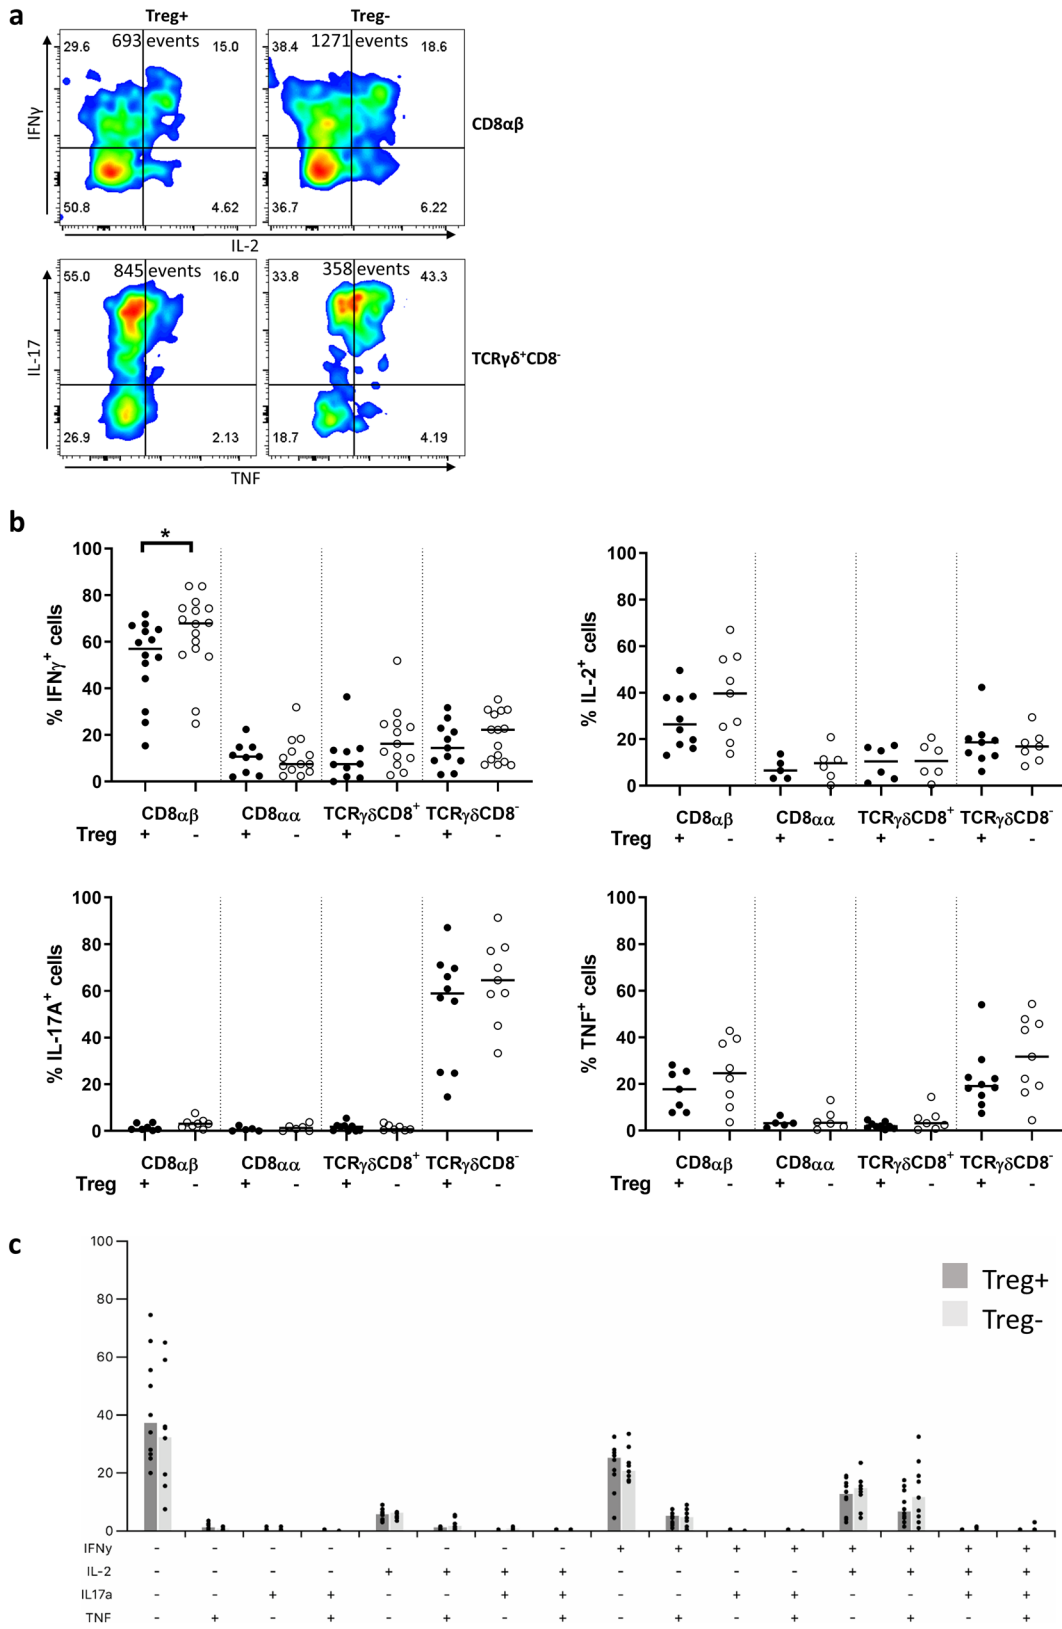 a
Treg+ Treg-
29.6 693 events 15.0 38.4 1271 events 18.6
IFNγ
CD8αβ
50.8 4.62 36.7 6.22
IL-2
55.0 845 events 16.0 33.8 358 events 43.3
IL-17
TCRγδ⁺CD8⁻
26.9 2.13 18.7 4.19
TNF
b
*
% IFNγ⁺ cells
100
80
60
40
20
0
CD8αβ CD8αα TCRγδCD8⁺ TCRγδCD8⁻
Treg + - + - + - + -
% IL-2⁺ cells
100
80
60
40
20
0
CD8αβ CD8αα TCRγδCD8⁺ TCRγδCD8⁻
Treg + - + - + - + -
% IL-17A⁺ cells
100
80
60
40
20
0
CD8αβ CD8αα TCRγδCD8⁺ TCRγδCD8⁻
Treg + - + - + - + -
% TNF⁺ cells
100
80
60
40
20
0
CD8αβ CD8αα TCRγδCD8⁺ TCRγδCD8⁻
Treg + - + - + - + -
c
100
80
60
40
20
0
Treg+
Treg-
IFNy - - - - - - - - + + + + + + + +
IL-2 - - - - + + + + - - - - + + + +
IL17a - - + + - - + + - - + + - - + +
TNF - + - + - + - + - + - + - + - +